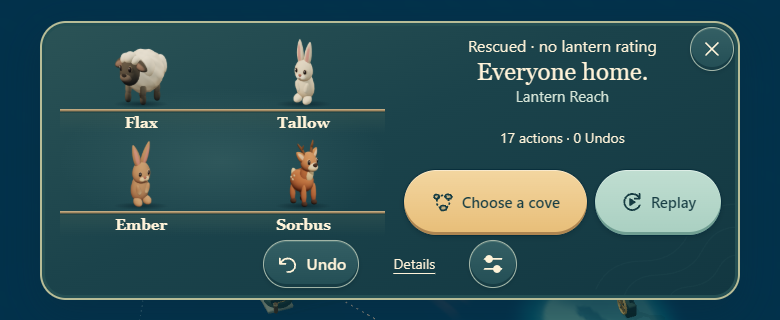 Rescued · no lantern rating
Everyone home.
Lantern Reach
17 actions · 0 Undos
Flax
Tallow
Ember
Sorbus
Choose a cove
Replay
Undo
Details